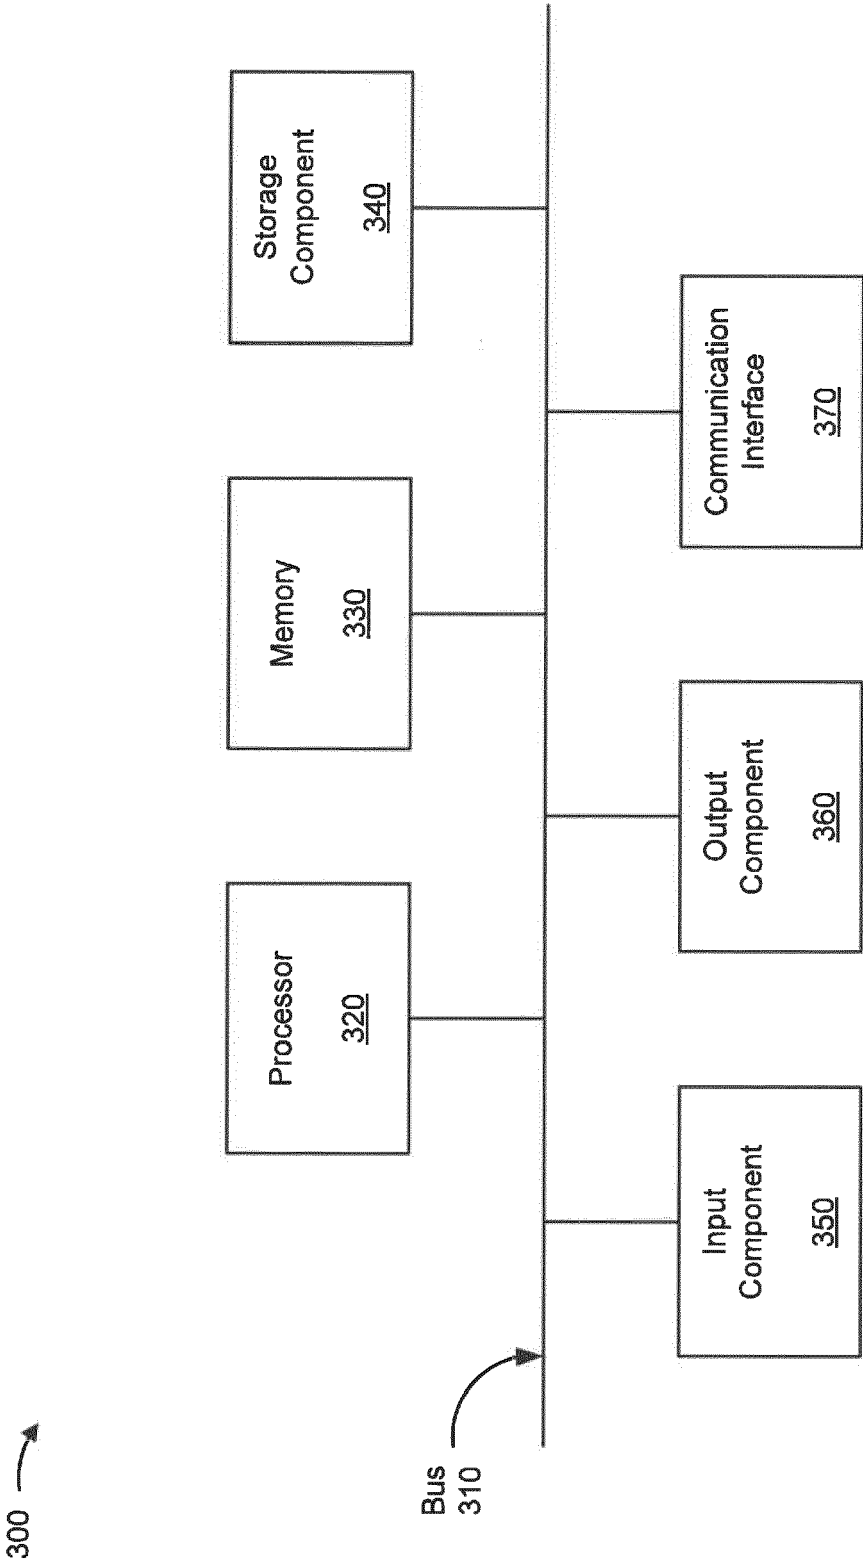 300
Bus
310
Processor
320
Memory
330
Storage
Component
340
Input
Component
350
Output
Component
360
Communication
Interface
370